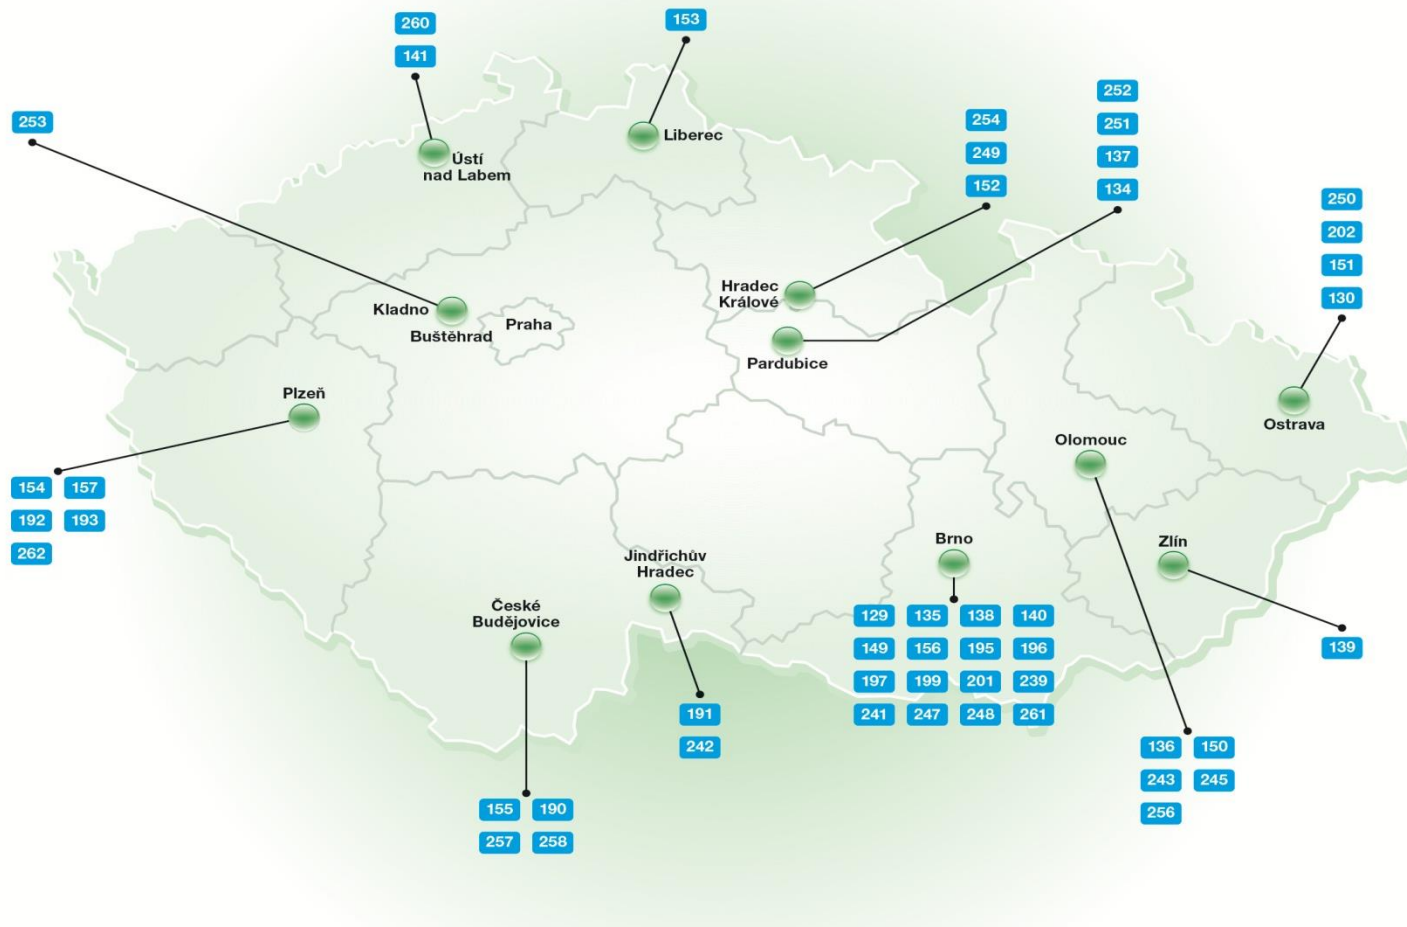 260
153
141
252
253
254
251
Liberec
249
137
Ústí
nad Labem
152
134
250
202
151
130
Hradec
Králové
Kladno
Praha
Buštěhrad
Pardubice
Plzeň
Ostrava
Olomouc
154 157
192 193
262
Brno
Zlín
Jindřichův
Hradec
České
Budějovice
129 135 138 140
149 156 195 196
197 199 201 239
241 247 248 261
139
191
242
136 150
243 245
256
155 190
257 258